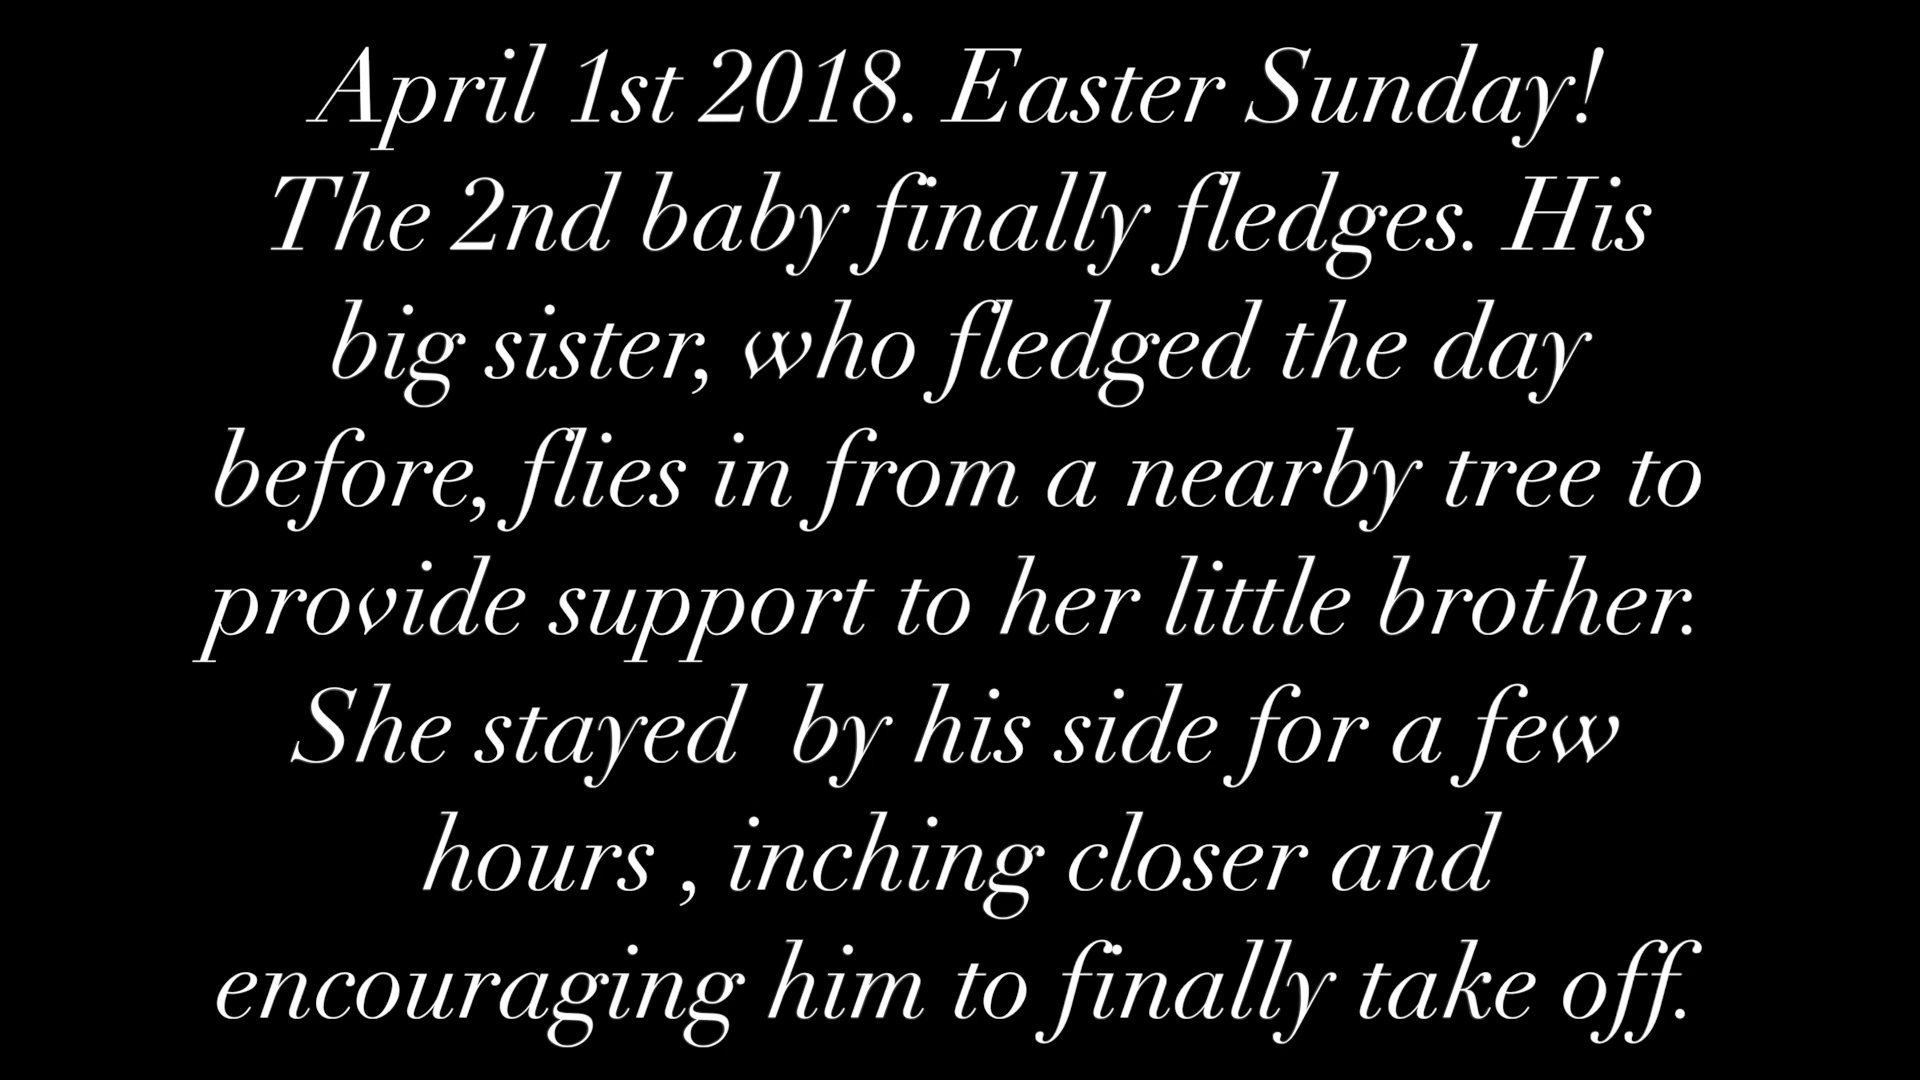 April 1st 2018. Easter Sunday!
The 2nd baby finally fledges. His
big sister, who fledged the day
before, flies in from a nearby tree to
provide support to her little brother.
She stayed  by his side for a few
hours , inching closer and
encouraging him to finally take off.